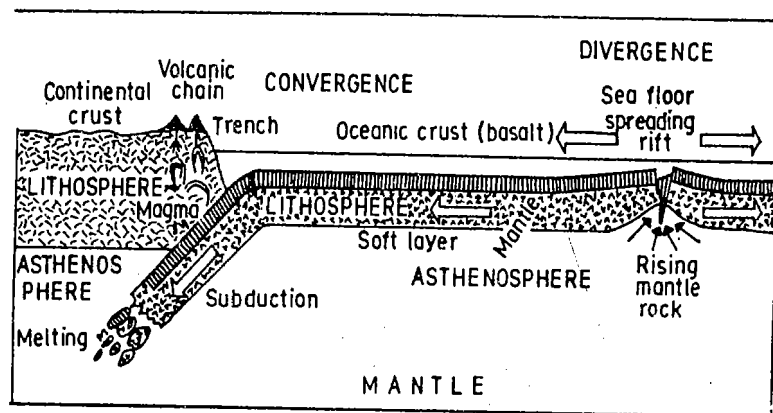 DIVERGENCE
Volcanic
chain
CONVERGENCE
Continental
crust
Sea floor
spreading
rift
Trench
Oceanic crust (basalt)
LITHOSPHERE
Magma
LITHOSPHERE
Mantle
Soft layer
ASTHENOS
PHERE
ASTHENOSPHERE
Rising
mantle
rock
Subduction
Melting
MANTLE